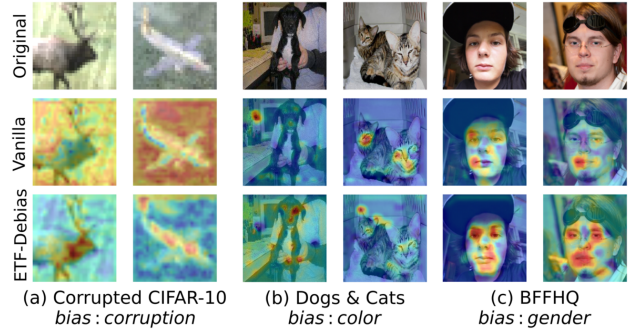 Original
Vanilla
ETF-Debias
(a) Corrupted CIFAR-10
bias : corruption
(b) Dogs & Cats
bias : color
(c) BFFHQ
bias : gender